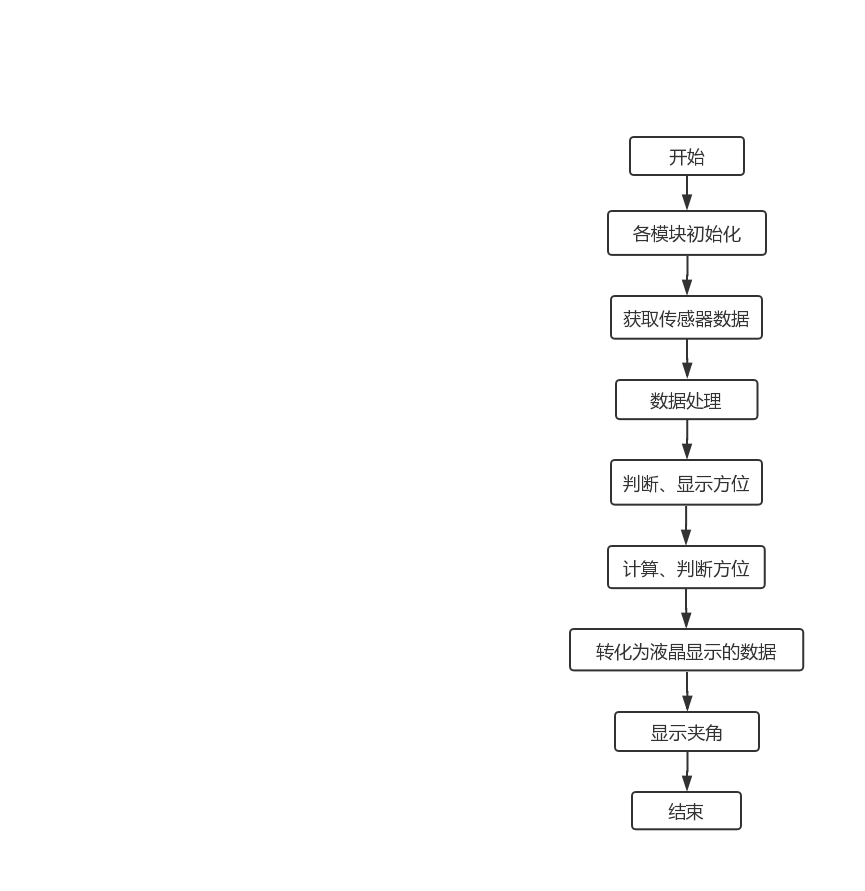 开始
各模块初始化
获取传感器数据
数据处理
判断、显示方位
计算、判断方位
转化为液晶显示的数据
显示夹角
结束